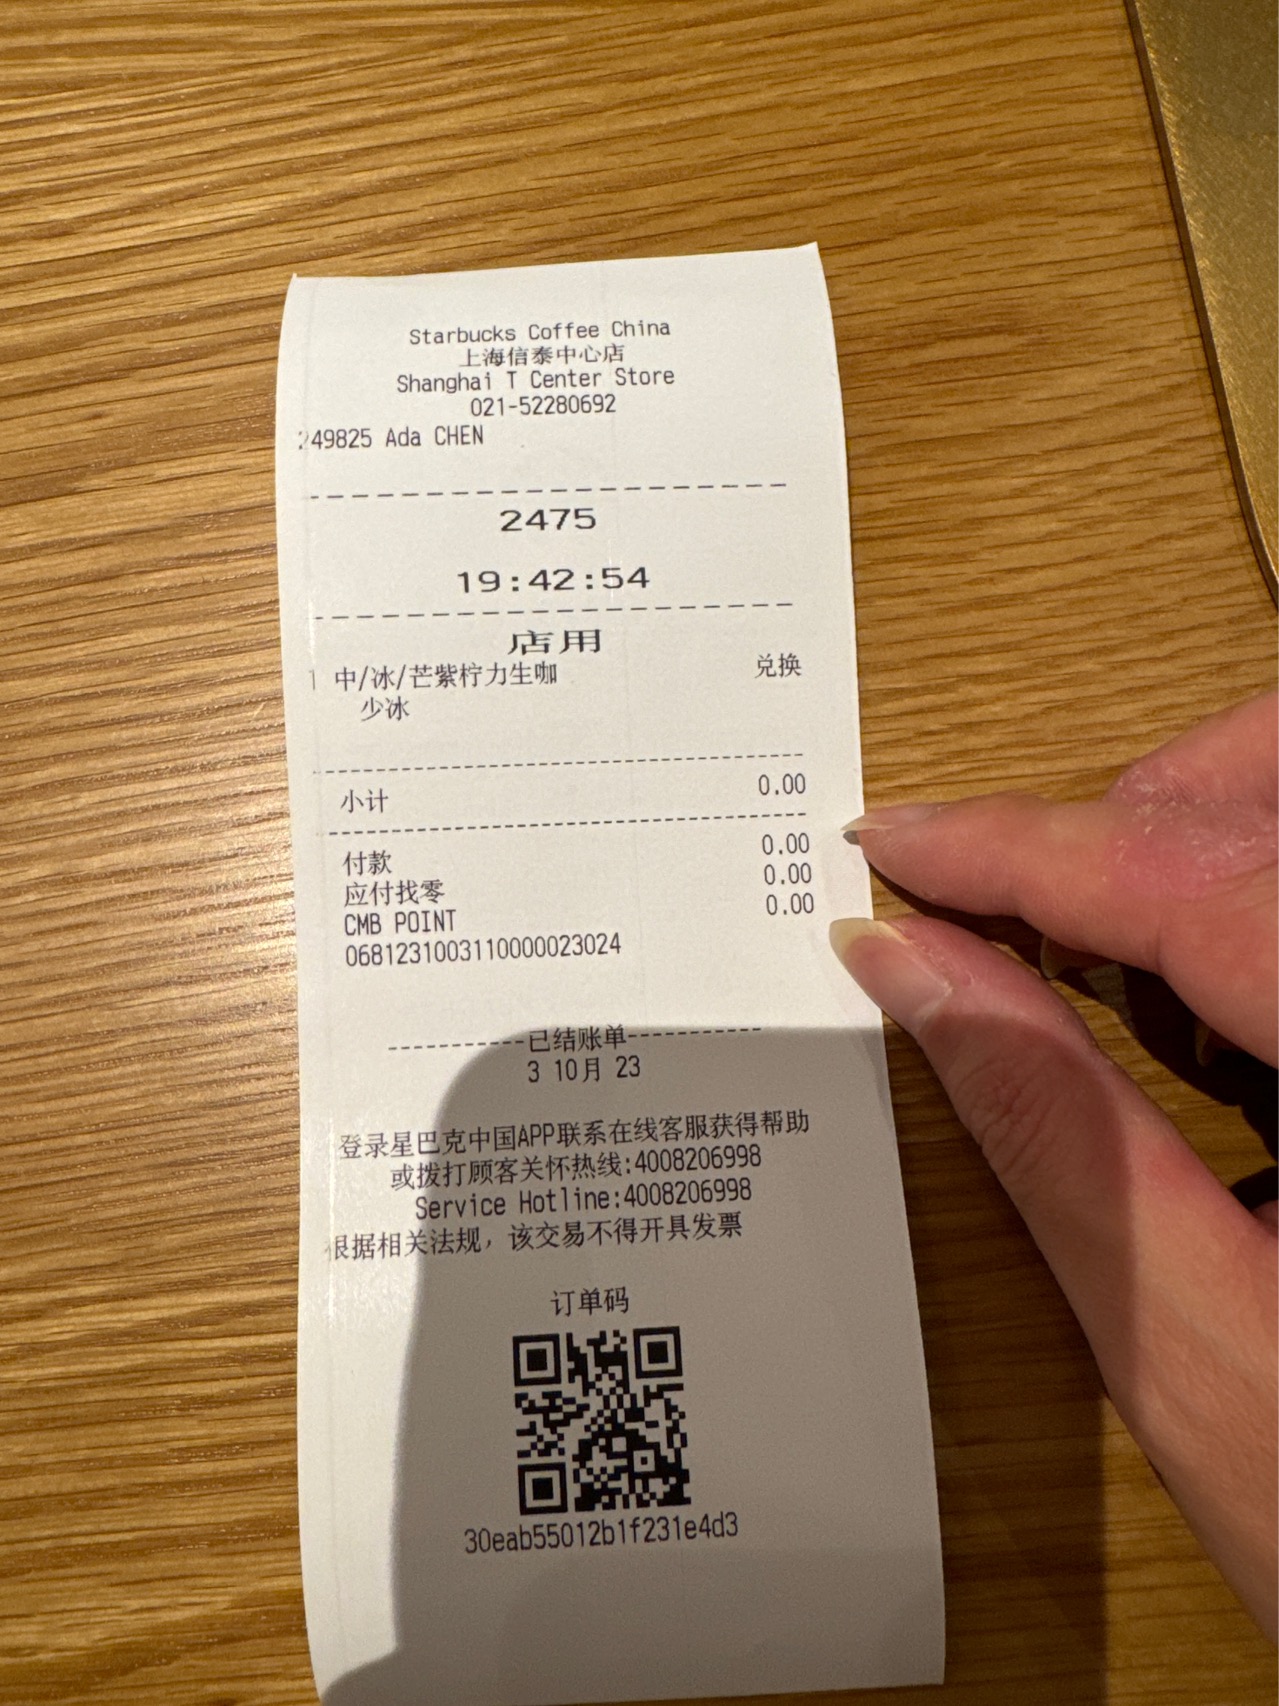 Starbucks Coffee China
上海信泰中心店
Shanghai T Center Store
021-52280692
249825 Ada CHEN
2475
19:42:54
店用
1 中/冰/芒紫柠力生咖 兑换
少冰
小计 0.00
付款 0.00
应付找零 0.00
CMB POINT 0.00
0681231003110000023024
-----------已结账单-----------
3 10月 23
登录星巴克中国APP联系在线客服获得帮助
或拨打顾客关怀热线:4008206998
Service Hotline:4008206998
根据相关法规，该交易不得开具发票
订单码
30eab55012b1f231e4d3